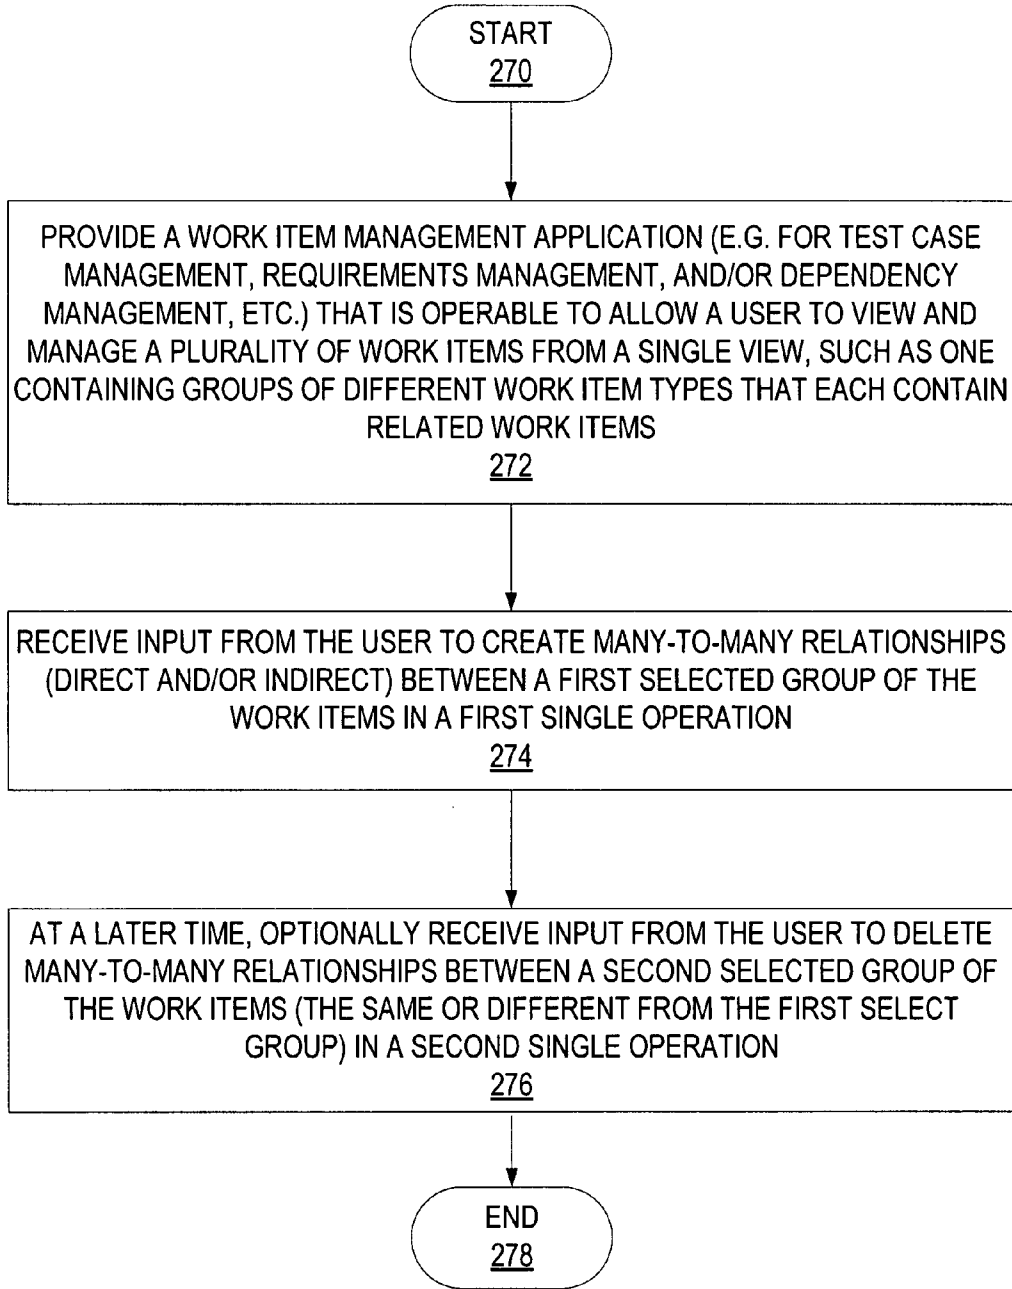 START
270
PROVIDE A WORK ITEM MANAGEMENT APPLICATION (E.G. FOR TEST CASE
MANAGEMENT, REQUIREMENTS MANAGEMENT, AND/OR DEPENDENCY
MANAGEMENT, ETC.) THAT IS OPERABLE TO ALLOW A USER TO VIEW AND
MANAGE A PLURALITY OF WORK ITEMS FROM A SINGLE VIEW, SUCH AS ONE
CONTAINING GROUPS OF DIFFERENT WORK ITEM TYPES THAT EACH CONTAIN
RELATED WORK ITEMS
272
RECEIVE INPUT FROM THE USER TO CREATE MANY-TO-MANY RELATIONSHIPS
(DIRECT AND/OR INDIRECT) BETWEEN A FIRST SELECTED GROUP OF THE
WORK ITEMS IN A FIRST SINGLE OPERATION
274
AT A LATER TIME, OPTIONALLY RECEIVE INPUT FROM THE USER TO DELETE
MANY-TO-MANY RELATIONSHIPS BETWEEN A SECOND SELECTED GROUP OF
THE WORK ITEMS (THE SAME OR DIFFERENT FROM THE FIRST SELECT
GROUP) IN A SECOND SINGLE OPERATION
276
END
278